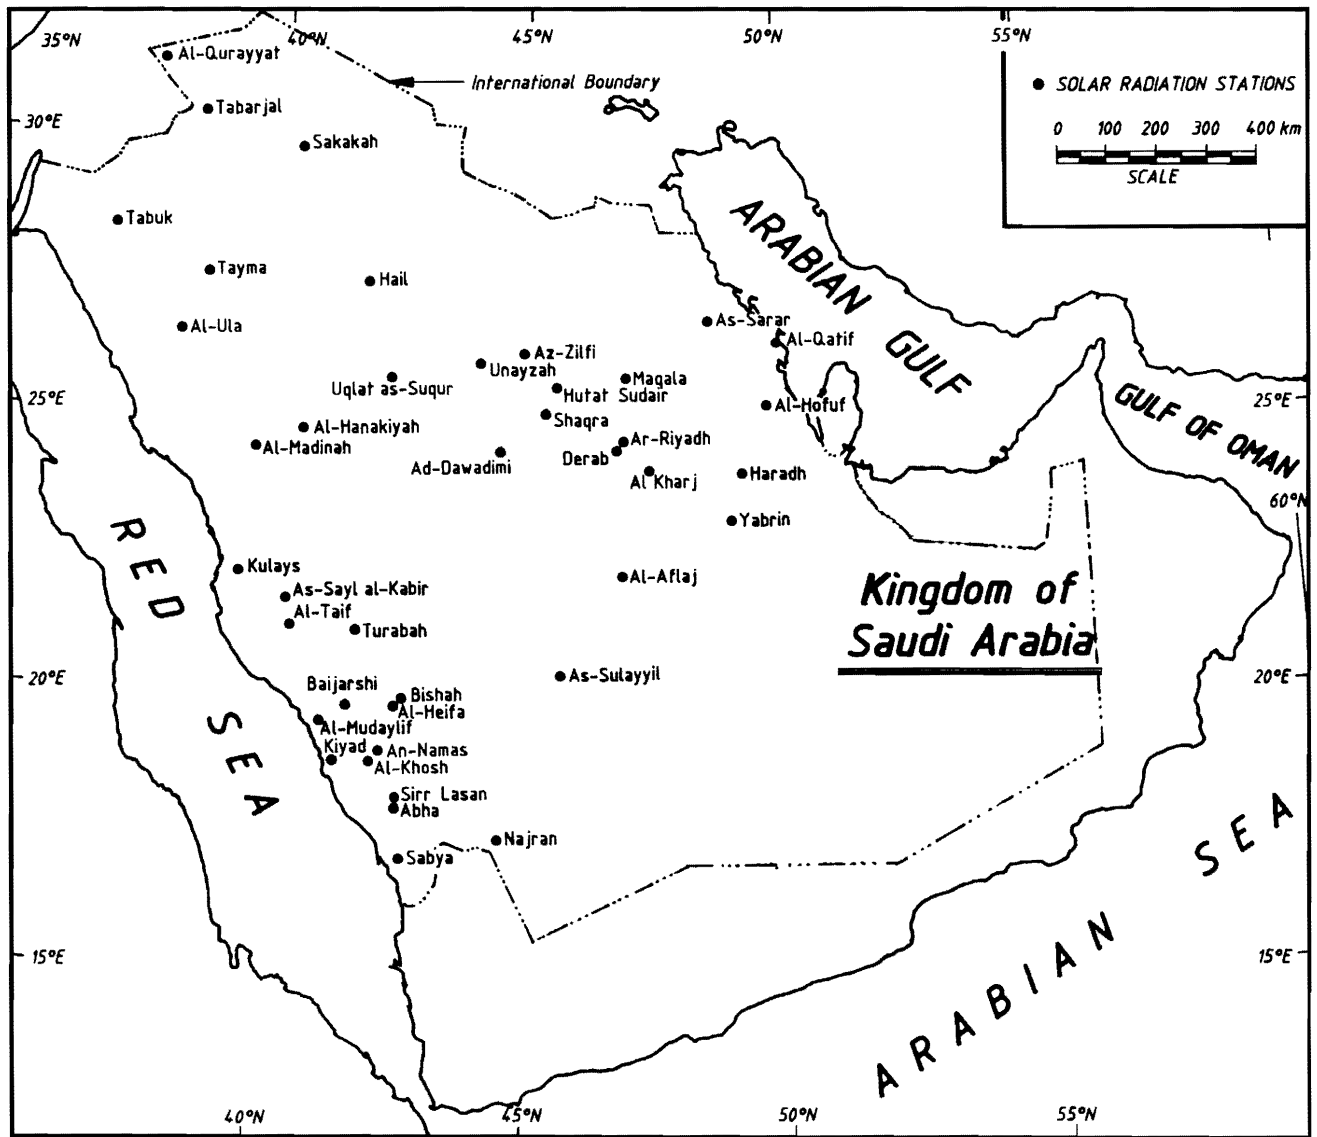 35°N
40°N
45°N
50°N
55°N
Al-Qurayyat
International Boundary
SOLAR RADIATION STATIONS
Tabarjal
30°E
0 100 200 300 400 km
SCALE
Sakakah
Tabuk
ARABIAN GULF
Tayma
Hail
As-Sarar
Al-Ula
Al-Qatif
Az-Zilfi
Unayzah
Uqlat as-Suqur
Maqala
Hutat Sudair
25°E
Al-Hofuf
25°E
GULF OF OMAN
Shaqra
Al-Hanakiyah
Al-Madinah
Ar-Riyadh
Derab
Ad-Dawadimi
Al Kharj
Haradh
60°N
Yabrin
RED SEA
Kulays
Al-Aflaj
As-Sayl al-Kabir
Al-Taif
Turabah
Kingdom of
Saudi Arabia
20°E
As-Sulayyil
20°E
Baijarshi
Bishah
Al-Heifa
Al-Mudaylif
Kiyad
An-Namas
Al-Khosh
Sirr Lasan
Abha
Najran
Sabya
ARABIAN SEA
15°E
15°E
40°N
45°N
50°N
55°N